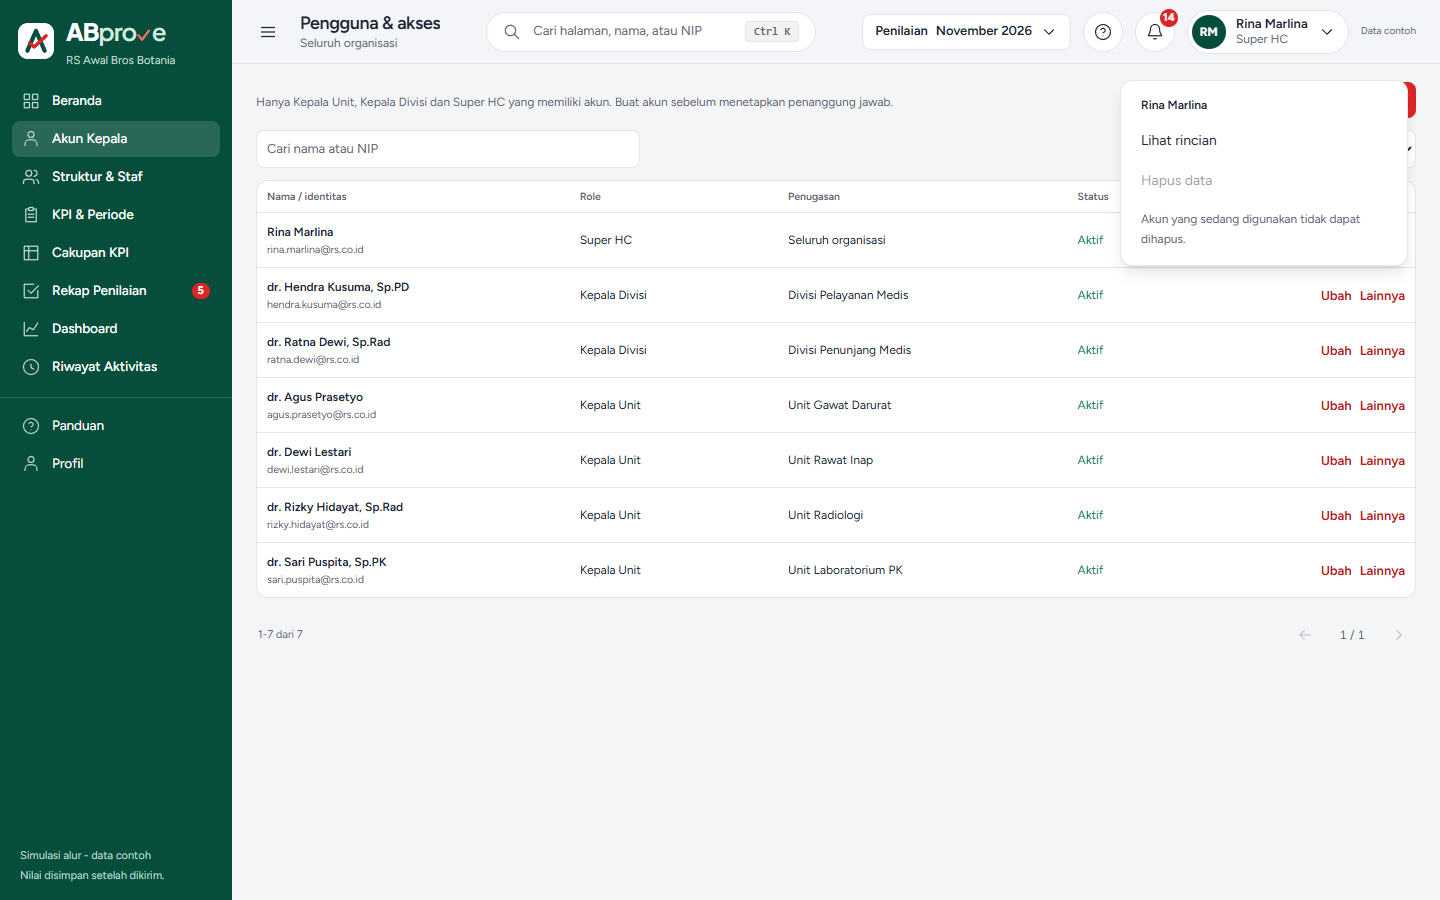 ABprove
RS Awal Bros Botania
Beranda
Akun Kepala
Struktur & Staf
KPI & Periode
Cakupan KPI
Rekap Penilaian 5
Dashboard
Riwayat Aktivitas
Panduan
Profil
Simulasi alur - data contoh
Nilai disimpan setelah dikirim.
Pengguna & akses
Seluruh organisasi
Cari halaman, nama, atau NIP Ctrl K
Penilaian November 2026
14
RM
Rina Marlina
Super HC
Data contoh
Hanya Kepala Unit, Kepala Divisi dan Super HC yang memiliki akun. Buat akun sebelum menetapkan penanggung jawab.
Cari nama atau NIP
Rina Marlina
Lihat rincian
Hapus data
Akun yang sedang digunakan tidak dapat
dihapus.
Nama / identitas Role Penugasan Status
Rina Marlina
rina.marlina@rs.co.id
Super HC Seluruh organisasi Aktif
dr. Hendra Kusuma, Sp.PD
hendra.kusuma@rs.co.id
Kepala Divisi Divisi Pelayanan Medis Aktif Ubah Lainnya
dr. Ratna Dewi, Sp.Rad
ratna.dewi@rs.co.id
Kepala Divisi Divisi Penunjang Medis Aktif Ubah Lainnya
dr. Agus Prasetyo
agus.prasetyo@rs.co.id
Kepala Unit Unit Gawat Darurat Aktif Ubah Lainnya
dr. Dewi Lestari
dewi.lestari@rs.co.id
Kepala Unit Unit Rawat Inap Aktif Ubah Lainnya
dr. Rizky Hidayat, Sp.Rad
rizky.hidayat@rs.co.id
Kepala Unit Unit Radiologi Aktif Ubah Lainnya
dr. Sari Puspita, Sp.PK
sari.puspita@rs.co.id
Kepala Unit Unit Laboratorium PK Aktif Ubah Lainnya
1-7 dari 7
1 / 1